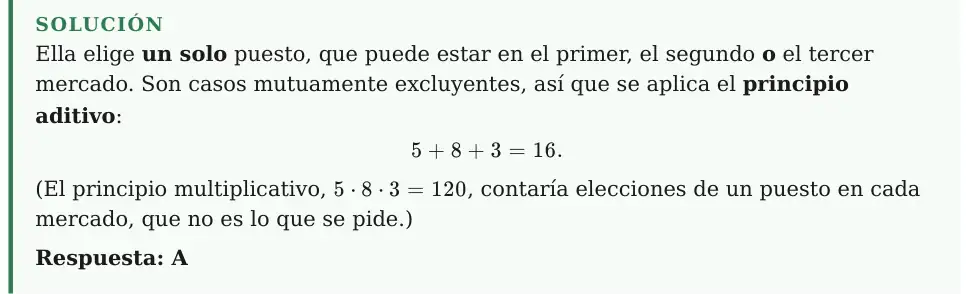 SOLUCIÓN
Ella elige un solo puesto, que puede estar en el primer, el segundo o el tercer
mercado. Son casos mutuamente excluyentes, así que se aplica el principio
aditivo:
5 + 8 + 3 = 16.
(El principio multiplicativo, 5 · 8 · 3 = 120, contaría elecciones de un puesto en cada
mercado, que no es lo que se pide.)
Respuesta: A